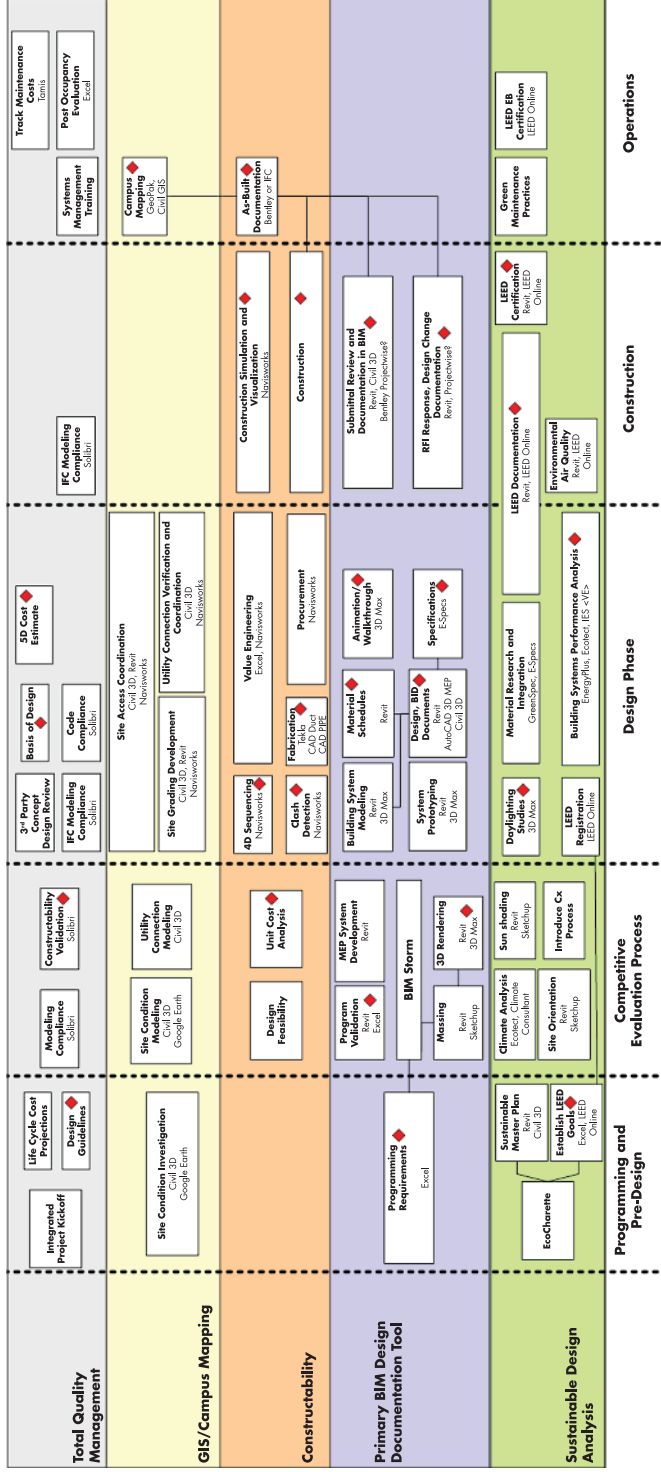 Total Quality
Management
Integrated
Project Kickoff
Life Cycle Cost
Projections
Design
Guidelines
Modeling
Compliance
Solibri
Constructability
Validation
Solibri
3rd Party
Concept
Design Review
IFC Modeling
Compliance
Solibri
Basis of Design
Code
Compliance
Solibri
5D Cost
Estimate
IFC Modeling
Compliance
Solibri
Systems
Management
Training
Track Maintenance
Costs
Tamis
Post Occupancy
Evaluation
Excel
GIS/Campus Mapping
Site Condition Investigation
Civil 3D
Google Earth
Site Condition
Modeling
Civil 3D
Google Earth
Utility
Connection
Modeling
Civil 3D
Site Access Coordination
Civil 3D, Revit
Navisworks
Site Grading Development
Civil 3D, Revit
Navisworks
Utility Connection Verification and
Coordination
Civil 3D
Navisworks
Campus
Mapping
GeoPak,
Civil GIS
Constructability
Design
Feasibility
Unit Cost
Analysis
4D Sequencing
Navisworks
Clash
Detection
Navisworks
Value Engineering
Excel, Navisworks
Fabrication
Tekla
CAD Duct
CAD PIPE
Procurement
Navisworks
Construction Simulation and
Visualization
Navisworks
Construction
As-Built
Documentation
Bentley or IFC
Primary BIM Design
Documentation Tool
Programming
Requirements
Excel
Program
Validation
Revit
Excel
MEP System
Development
Revit
BIM Storm
Massing
Revit
Sketchup
3D Rendering
Revit
3D Max
Building System
Modeling
Revit
3D Max
System
Prototyping
Revit
3D Max
Material
Schedules
Revit
Design, BID
Documents
Revit
AutoCAD 3D MEP
Civil 3D
Animation/
Walkthrough
3D Max
Specifications
E-Specs
Submittal Review and
Documentation in BIM
Revit, Civil 3D
Bentley Projectwise?
RFI Response, Design Change
Documentation
Revit, Projectwise?
Sustainable Design
Analysis
EcoCharette
Sustainable
Master Plan
Revit
Civil 3D
Establish LEED
Goals
Excel, LEED
Online
Climate Analysis
Ecotect, Climate
Consultant
Site Orientation
Revit
Sketchup
Sun shading
Revit
Sketchup
Introduce Cx
Process
Daylighting
Studies
3D Max
LEED
Registration
LEED Online
Material Research and
Integration
GreenSpec, E-Specs
Building Systems Performance Analysis
EnergyPlus, Ecotect, IES <VE>
LEED Documentation
Revit, LEED Online
Environmental
Air Quality
Revit, LEED
Online
LEED
Certification
Revit, LEED
Online
Green
Maintenance
Practices
LEED EB
Certification
LEED Online
Programming and
Pre-Design
Competitive
Evaluation Process
Design Phase
Construction
Operations